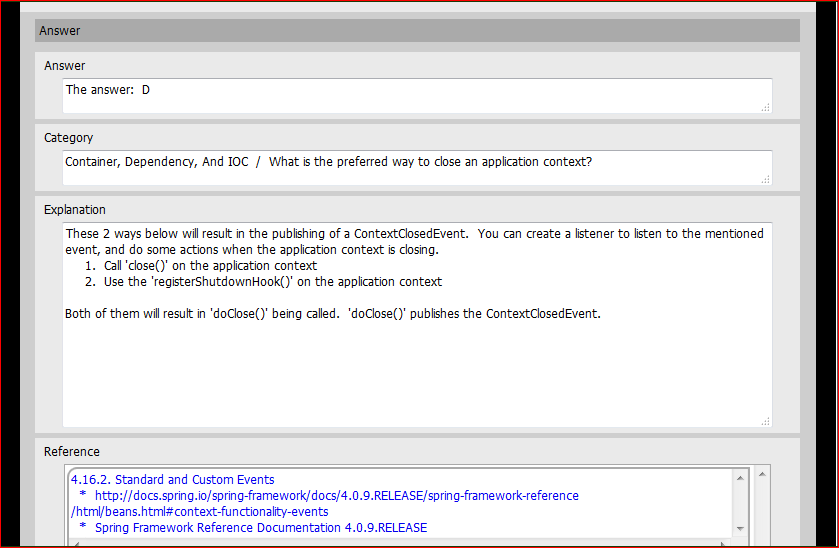 Answer
Answer
The answer:  D
Category
Container, Dependency, And IOC  /  What is the preferred way to close an application context?
Explanation
These 2 ways below will result in the publishing of a ContextClosedEvent.  You can create a listener to listen to the mentioned
event, and do some actions when the application context is closing.
1.  Call 'close()' on the application context
2.  Use the 'registerShutdownHook()' on the application context
Both of them will result in 'doClose()' being called.  'doClose()' publishes the ContextClosedEvent.
Reference
4.16.2. Standard and Custom Events
*  http://docs.spring.io/spring-framework/docs/4.0.9.RELEASE/spring-framework-reference
/html/beans.html#context-functionality-events
*  Spring Framework Reference Documentation 4.0.9.RELEASE